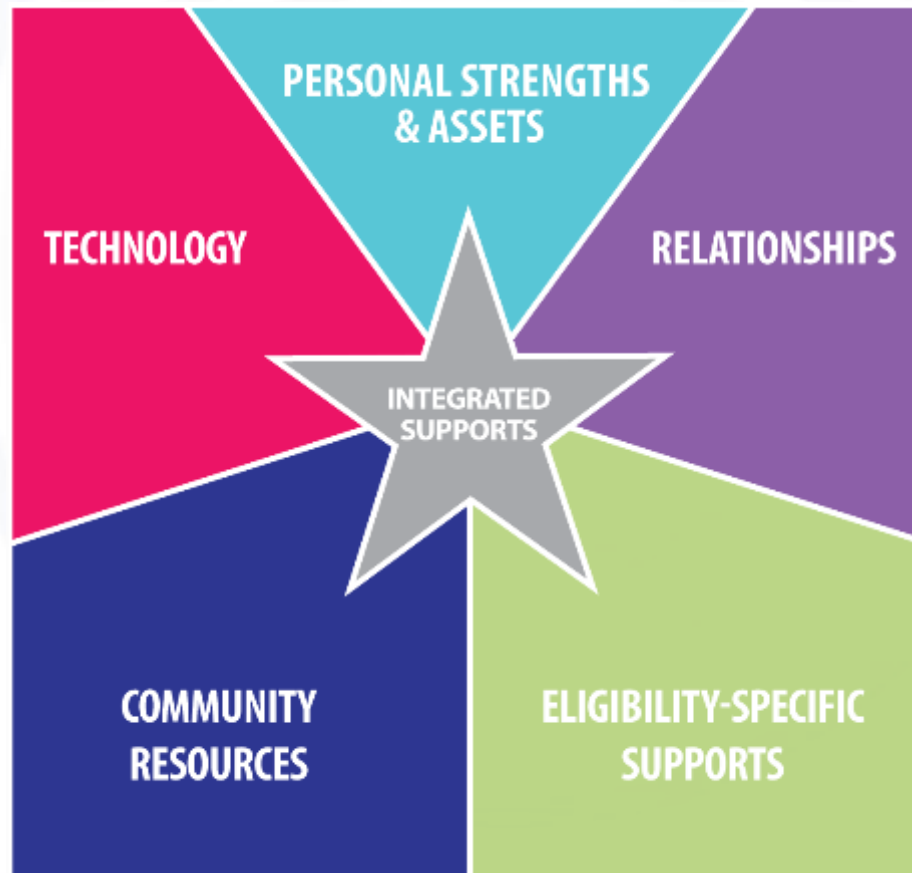 PERSONAL STRENGTHS
& ASSETS
TECHNOLOGY
RELATIONSHIPS
INTEGRATED
SUPPORTS
COMMUNITY
RESOURCES
ELIGIBILITY-SPECIFIC
SUPPORTS